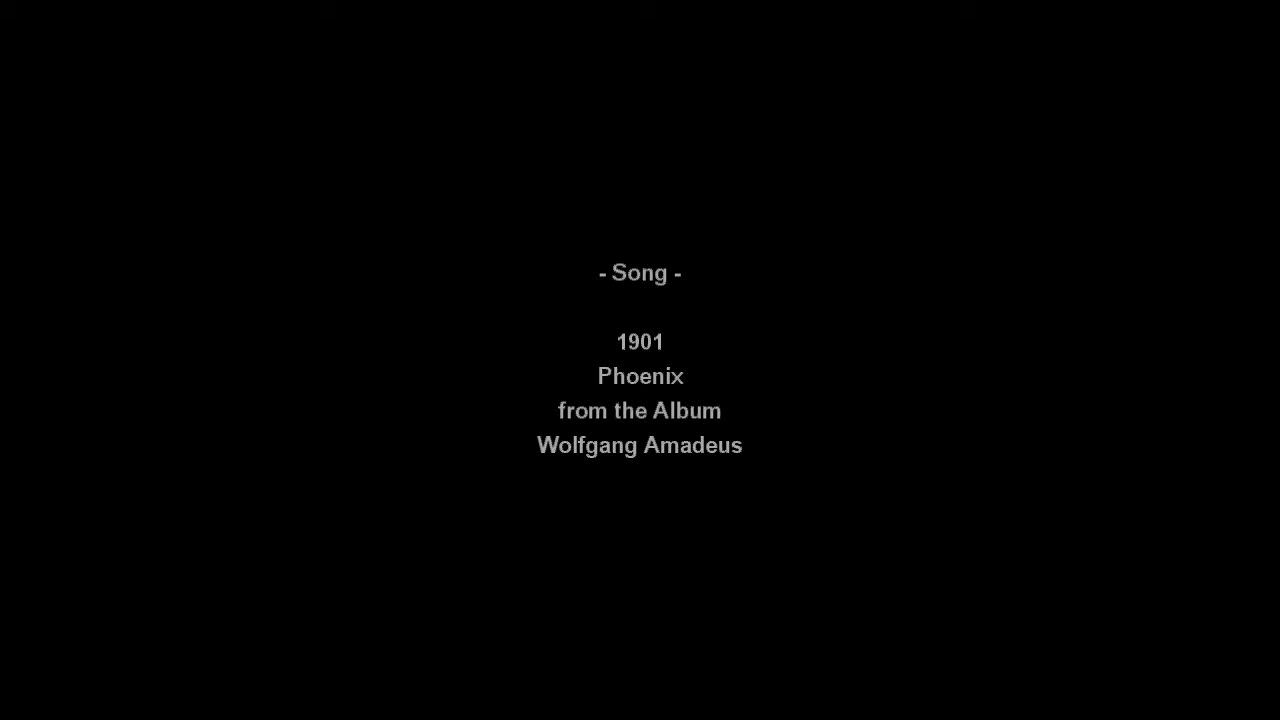 - Song -
1901
Phoenix
from the Album
Wolfgang Amadeus